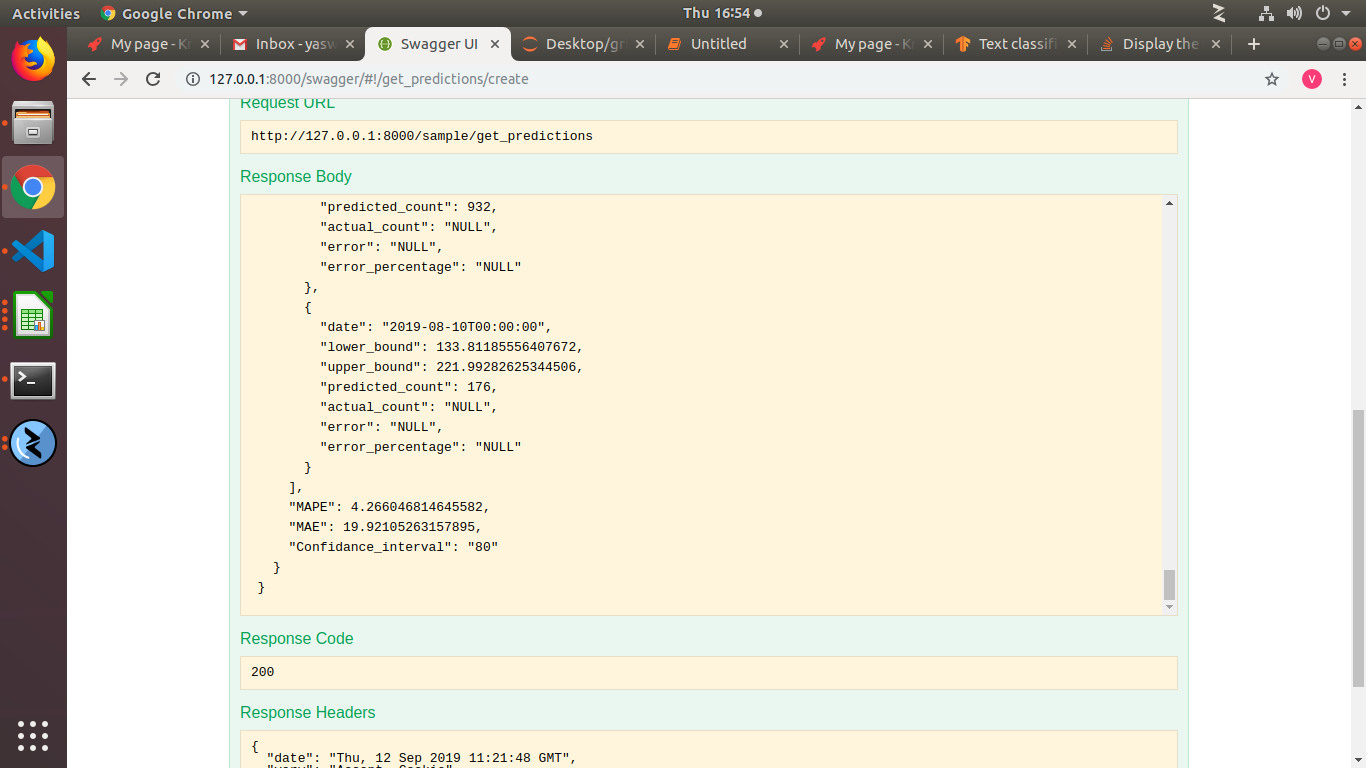 Activities
Google Chrome
Thu 16:54
My page - K
Inbox - yasw
Swagger UI
Desktop/gr
Untitled
My page - K
Text classifi
Display the
127.0.0.1:8000/swagger/#!/get_predictions/create
V
Request URL
http://127.0.0.1:8000/sample/get_predictions
Response Body
"predicted_count": 932,
"actual_count": "NULL",
"error": "NULL",
"error_percentage": "NULL"
},
{
"date": "2019-08-10T00:00:00",
"lower_bound": 133.81185556407672,
"upper_bound": 221.99282625344506,
"predicted_count": 176,
"actual_count": "NULL",
"error": "NULL",
"error_percentage": "NULL"
}
],
"MAPE": 4.266046814645582,
"MAE": 19.92105263157895,
"Confidance_interval": "80"
}
}
Response Code
200
Response Headers
{
"date": "Thu, 12 Sep 2019 11:21:48 GMT",